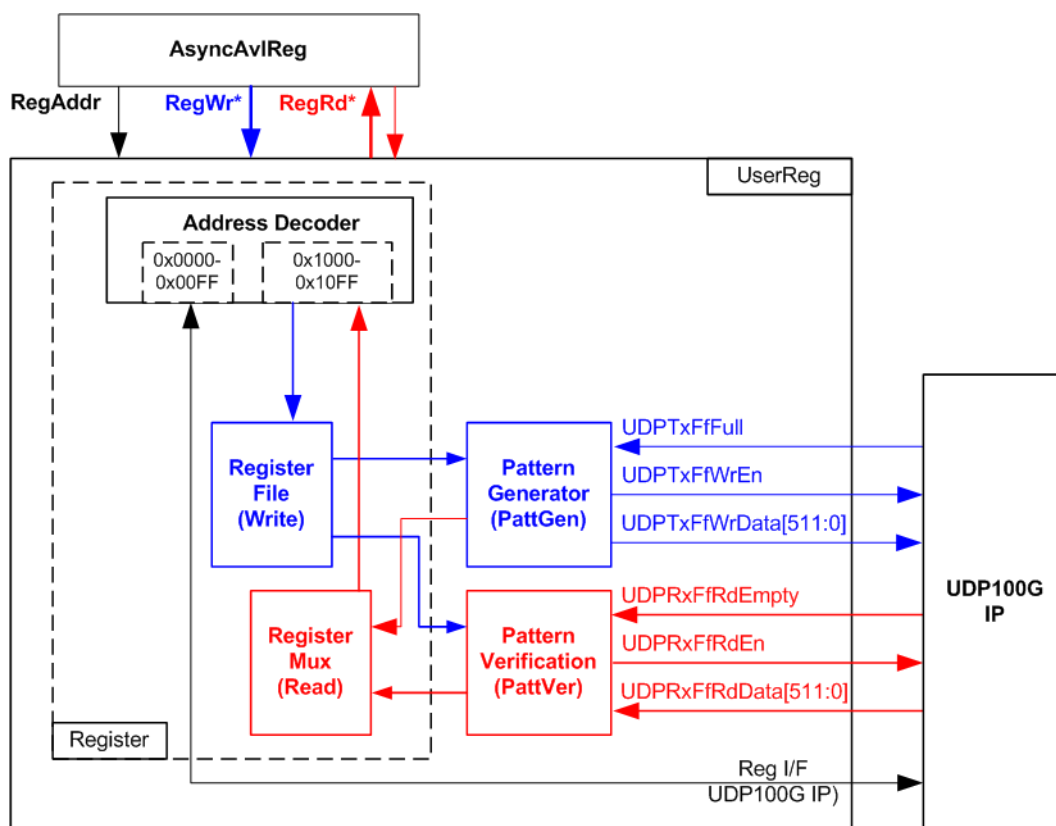 AsyncAvlReg
RegAddr
RegWr*
RegRd*
UserReg
Address Decoder
0x0000-
0x00FF
0x1000-
0x10FF
Register
File
(Write)
Pattern
Generator
(PattGen)
UDPTxFfFull
UDPTxFfWrEn
UDPTxFfWrData[511:0]
Register
Mux
(Read)
Pattern
Verification
(PattVer)
UDPRxFfRdEmpty
UDPRxFfRdEn
UDPRxFfRdData[511:0]
UDP100G
IP
Register
Reg I/F
UDP100G IP)